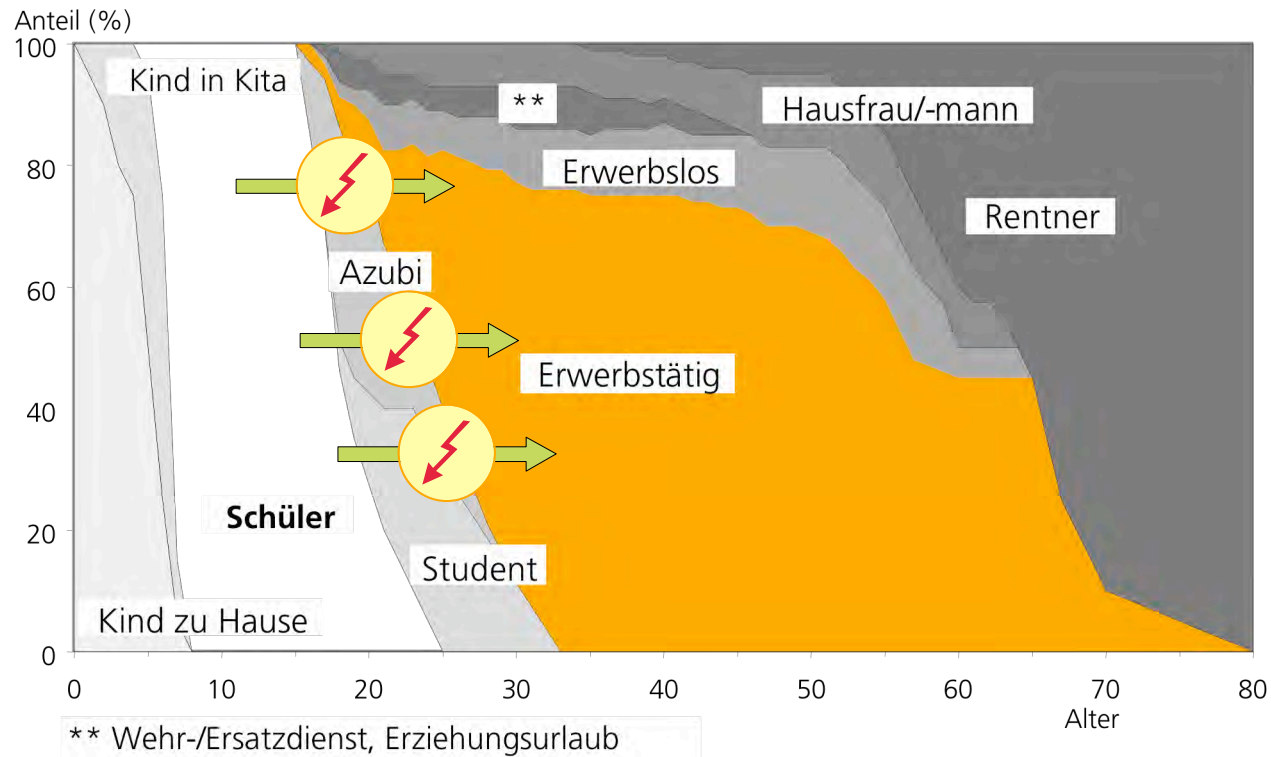 Anteil (%)
100
80
60
40
20
0
Kind in Kita
**
Hausfrau/-mann
Erwerbslos
Rentner
Azubi
Erwerbstätig
Schüler
Student
Kind zu Hause
0 10 20 30 40 50 60 70 80
Alter
** Wehr-/Ersatzdienst, Erziehungsurlaub